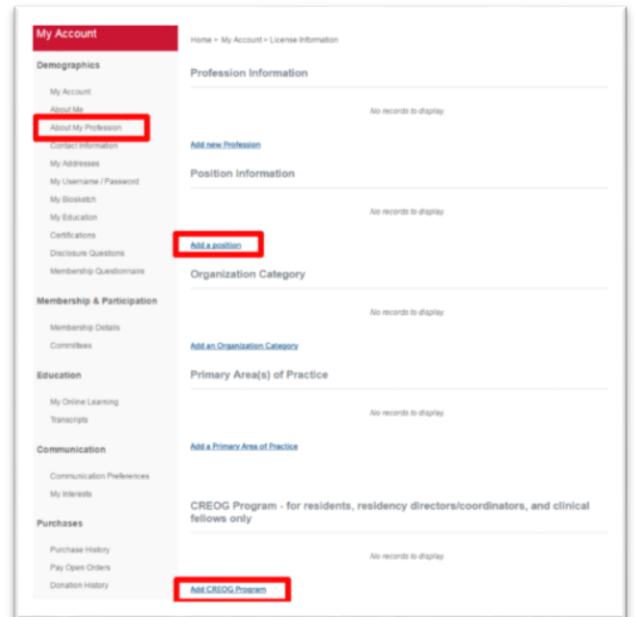 My Account
Demographics
My Account
About Me
About My Profession
Contact Information
My Addresses
My Username / Password
My Biosketch
My Education
Certifications
Disclosure Questions
Membership Questionnaire
Membership & Participation
Membership Details
Committees
Education
My Online Learning
Transcripts
Communication
Communication Preferences
My Interests
Purchases
Purchase History
Pay Open Orders
Donation History
Home > My Account > License Information
Profession Information
No records to display
Add new Profession
Position Information
No records to display
Add a position
Organization Category
No records to display
Add an Organization Category
Primary Area(s) of Practice
No records to display
Add a Primary Area of Practice
CREOG Program - for residents, residency directors/coordinators, and clinical
fellows only
No records to display
Add CREOG Program